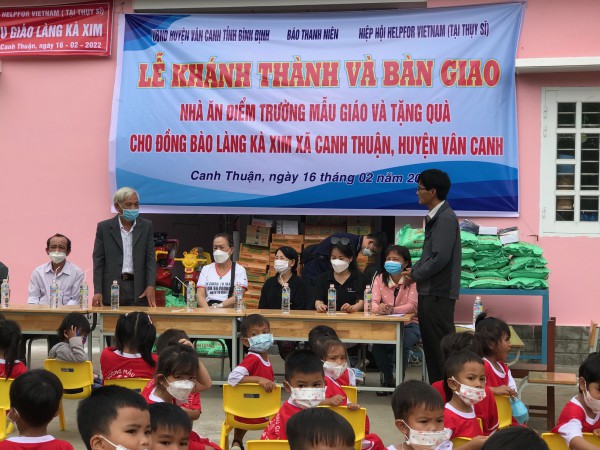 HELPFOR VIETNAM (TẠI THỤY SĨ)
U GIÁO LÀNG KÀ XIM
Canh Thuận, 16 - 02 / 2022
UBND HUYỆN VÂN CANH TỈNH BÌNH ĐỊNH BÁO THANH NIÊN HIỆP HỘI HELPFOR VIETNAM (TẠI THỤY SĨ)
LỄ KHÁNH THÀNH VÀ BÀN GIAO
NHÀ ĂN ĐIỂM TRƯỜNG MẪU GIÁO VÀ TẶNG QUÀ
CHO ĐỒNG BÀO LÀNG KÀ XIM XÃ CANH THUẬN, HUYỆN VÂN CANH
Canh Thuận, ngày 16 tháng 02 năm 20